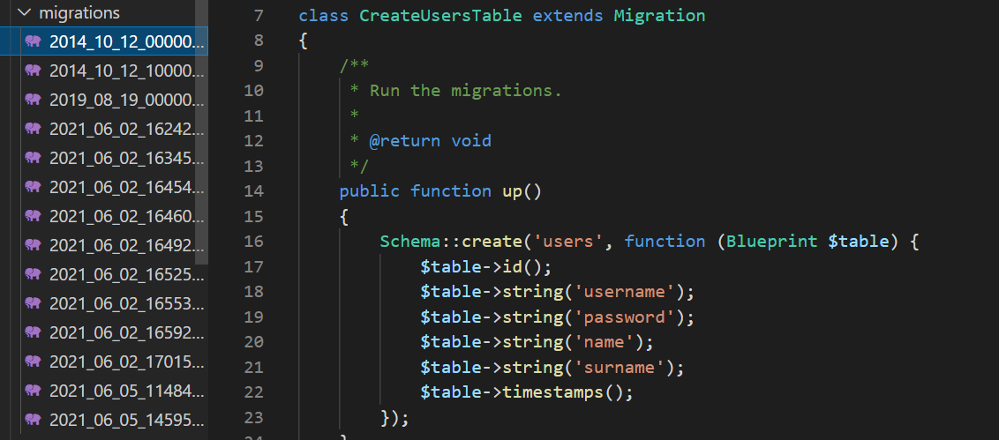 migrations
2014_10_12_00000...
2014_10_12_10000...
2019_08_19_00000...
2021_06_02_16242...
2021_06_02_16345...
2021_06_02_16454...
2021_06_02_16460...
2021_06_02_16492...
2021_06_02_16525...
2021_06_02_16553...
2021_06_02_16592...
2021_06_02_17015...
2021_06_05_11484...
2021_06_05_14595...
7 class CreateUsersTable extends Migration
8 {
9 /**
10 * Run the migrations.
11 *
12 * @return void
13 */
14 public function up()
15 {
16 Schema::create('users', function (Blueprint $table) {
17 $table->id();
18 $table->string('username');
19 $table->string('password');
20 $table->string('name');
21 $table->string('surname');
22 $table->timestamps();
23 });
24 }